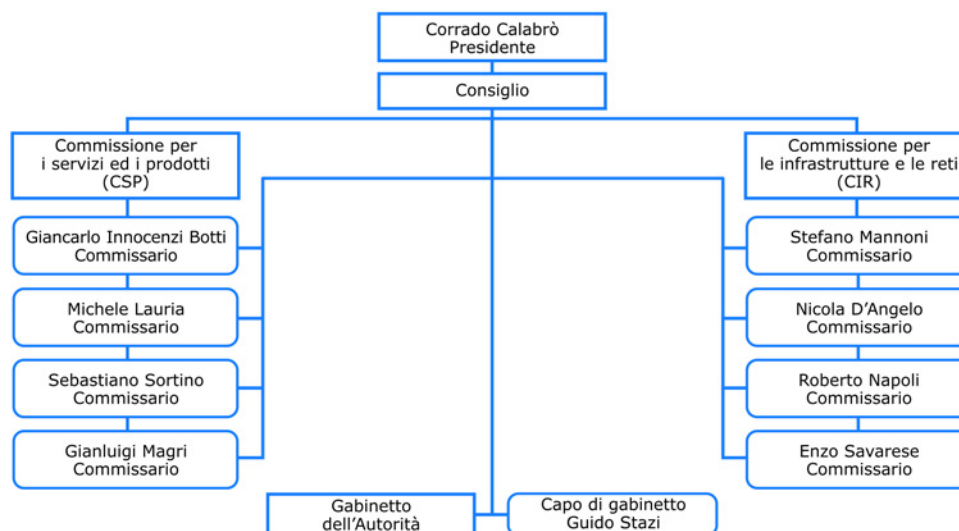 Corrado Calabrò
Presidente
Consiglio
Commissione per
i servizi ed i prodotti
(CSP)
Giancarlo Innocenzi Botti
Commissario
Michele Lauria
Commissario
Sebastiano Sortino
Commissario
Gianluigi Magri
Commissario
Commissione per
le infrastrutture e le reti
(CIR)
Stefano Mannoni
Commissario
Nicola D’Angelo
Commissario
Roberto Napoli
Commissario
Enzo Savarese
Commissario
Gabinetto
dell’Autorità
Capo di gabinetto
Guido Stazi